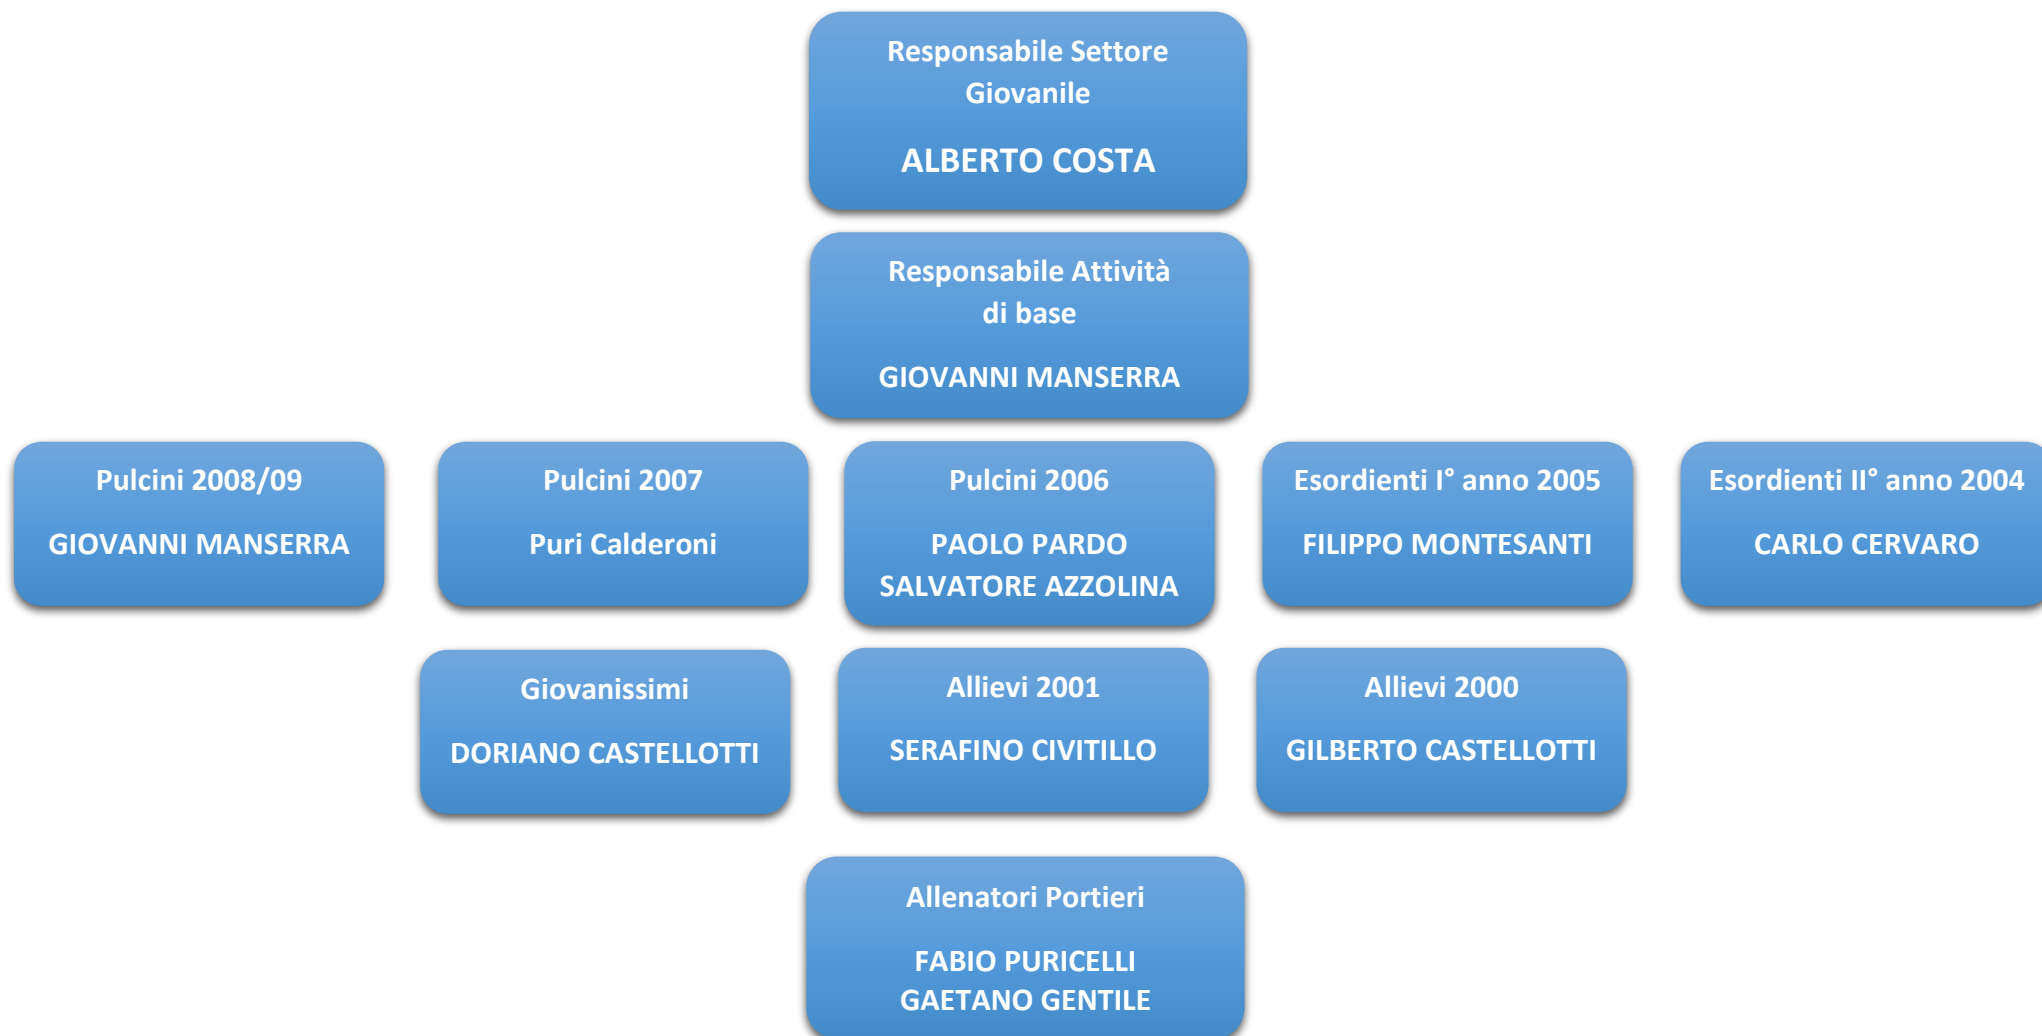 Responsabile Settore
Giovanile
ALBERTO COSTA
Responsabile Attività
di base
GIOVANNI MANSERRA
Pulcini 2008/09
GIOVANNI MANSERRA
Pulcini 2007
Puri Calderoni
Pulcini 2006
PAOLO PARDO
SALVATORE AZZOLINA
Esordienti I° anno 2005
FILIPPO MONTESANTI
Esordienti II° anno 2004
CARLO CERVARO
Giovanissimi
DORIANO CASTELLOTTI
Allievi 2001
SERAFINO CIVITILLO
Allievi 2000
GILBERTO CASTELLOTTI
Allenatori Portieri
FABIO PURICELLI
GAETANO GENTILE